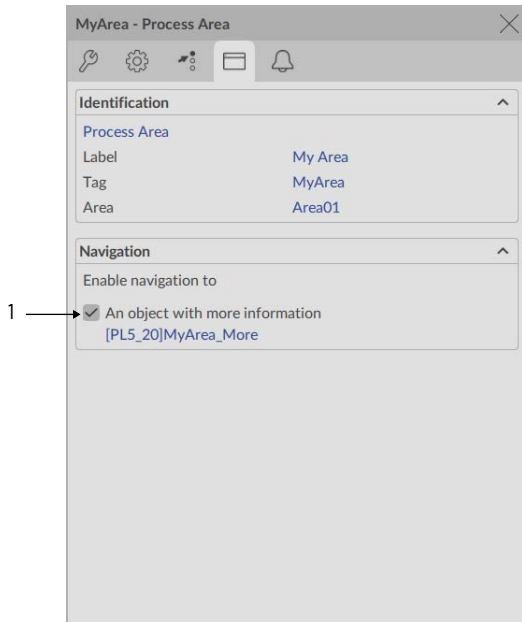 MyArea - Process Area
Identification
Process Area
Label My Area
Tag MyArea
Area Area01
Navigation
Enable navigation to
1
An object with more information
[PL5_20]MyArea_More